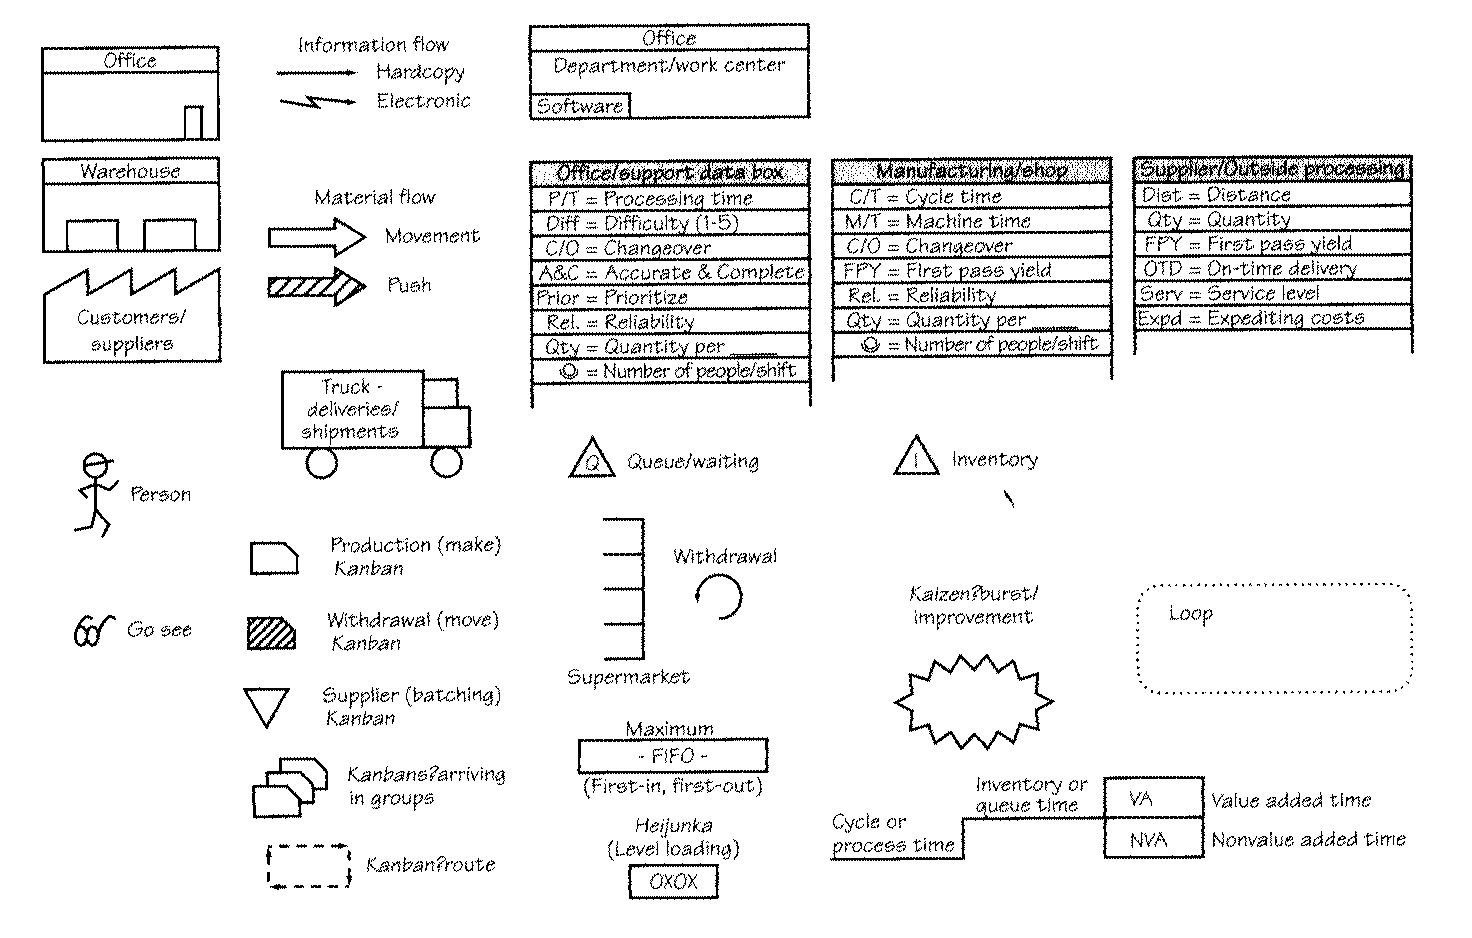 Office
Information flow
Hardcopy
Electronic
Office
Department/work center
Software
Warehouse
Material flow
Movement
Push
Customers/
suppliers
Truck -
deliveries/
shipments
Office/support data box
P/T = Processing time
Diff = Difficulty (1-5)
C/O = Changeover
A&C = Accurate & Complete
Prior = Prioritize
Rel. = Reliability
Qty = Quantity per _____
= Number of people/shift
Manufacturing/shop
C/T = Cycle time
M/T = Machine time
C/O = Changeover
FPY = First pass yield
Rel. = Reliability
Qty = Quantity per _____
= Number of people/shift
Supplier/Outside processing
Dist = Distance
Qty = Quantity
FPY = First pass yield
OTD = On-time delivery
Serv = Service level
Expd = Expediting costs
Person
Go see
Q
Queue/waiting
I
Inventory
Production (make)
Kanban
Withdrawal (move)
Kanban
Supplier (batching)
Kanban
Kanbans?arriving
in groups
Kanban?route
Withdrawal
Supermarket
Maximum
- FIFO -
(First-in, first-out)
Heijunka
(Level loading)
OXOX
Kaizen?burst/
improvement
Loop
Cycle or
process time
Inventory or
queue time
VA
Value added time
NVA
Nonvalue added time